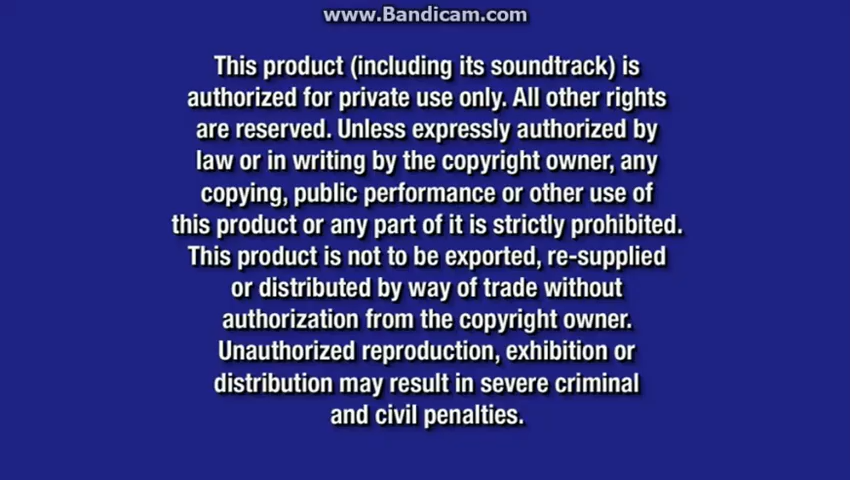 www.Bandicam.com
This product (including its soundtrack) is
authorized for private use only. All other rights
are reserved. Unless expressly authorized by
law or in writing by the copyright owner, any
copying, public performance or other use of
this product or any part of it is strictly prohibited.
This product is not to be exported, re-supplied
or distributed by way of trade without
authorization from the copyright owner.
Unauthorized reproduction, exhibition or
distribution may result in severe criminal
and civil penalties.